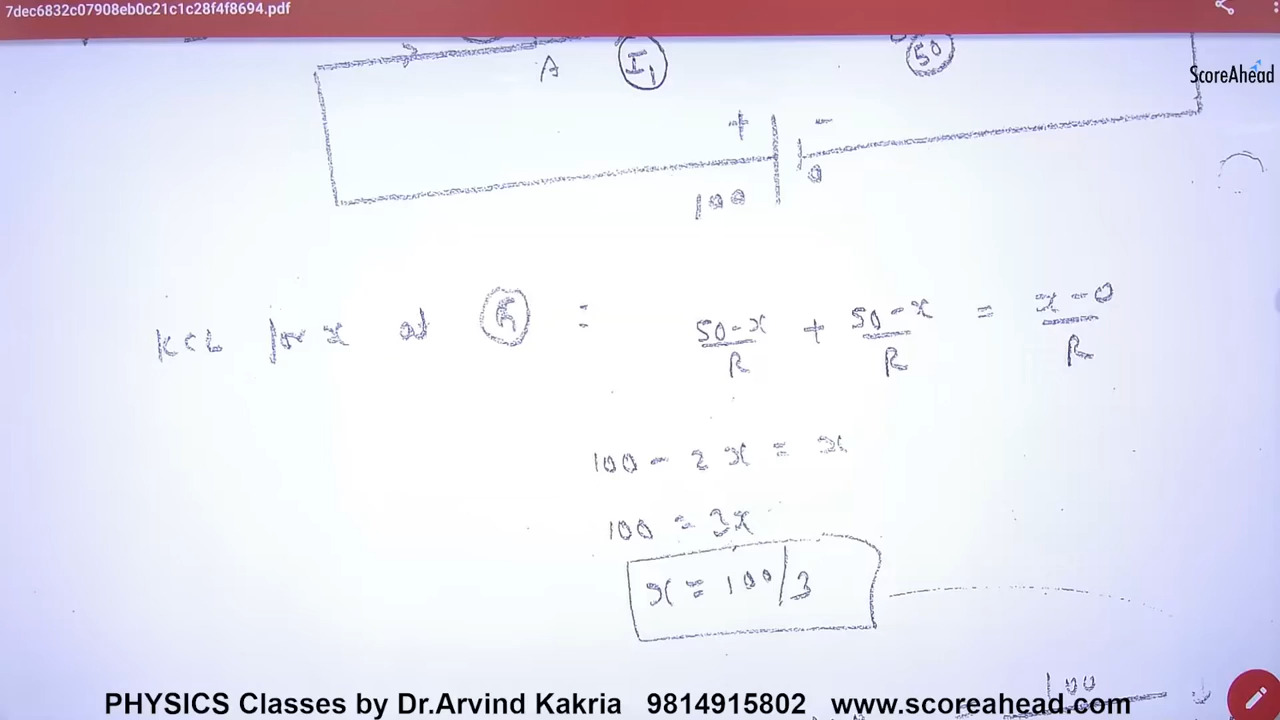 7dec6832c07908eb0c21c1c28f4f8694.pdf
A I₁ 50
ScoreAhead
+ -
100 0
KCL for x at : (50-x)/R + (50-x)/R = (x-0)/R
100 - 2x = x
100 = 3x
x = 100/3
100
PHYSICS Classes by Dr.Arvind Kakria 9814915802 www.scoreahead.com